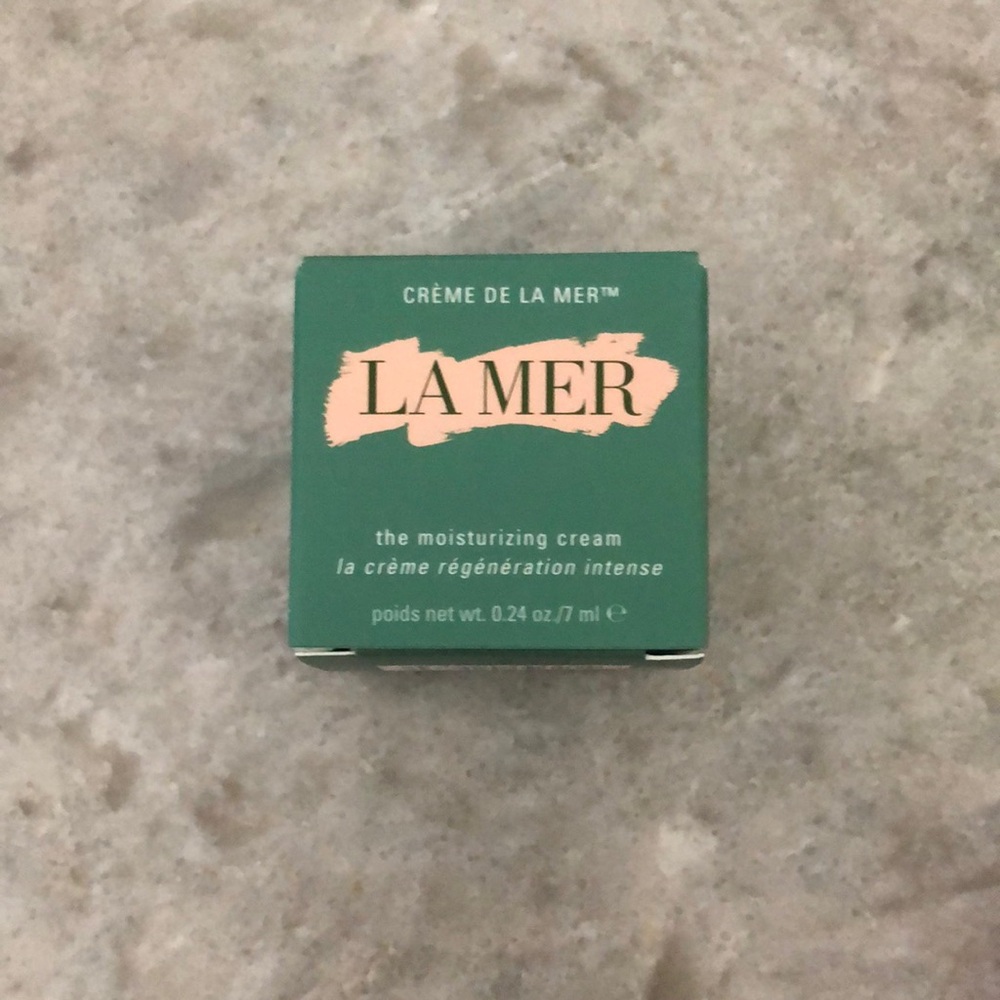 CRÈME DE LA MER™
LA MER
the moisturizing cream
la crème régénération intense
poids net wt. 0.24 oz./7 ml ℮